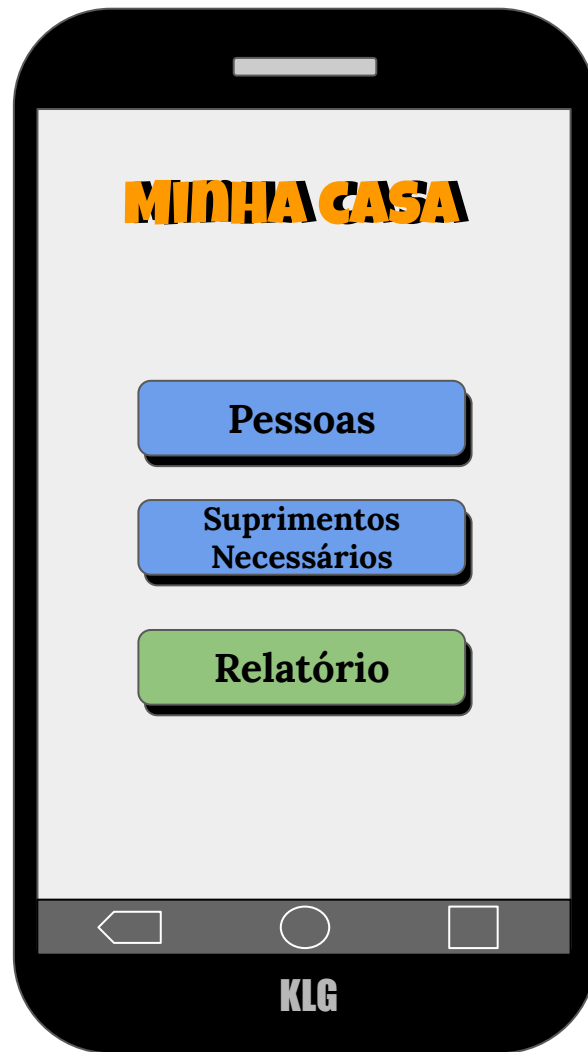 MINHA CASA
Pessoas
Suprimentos
Necessários
Relatório
KLG